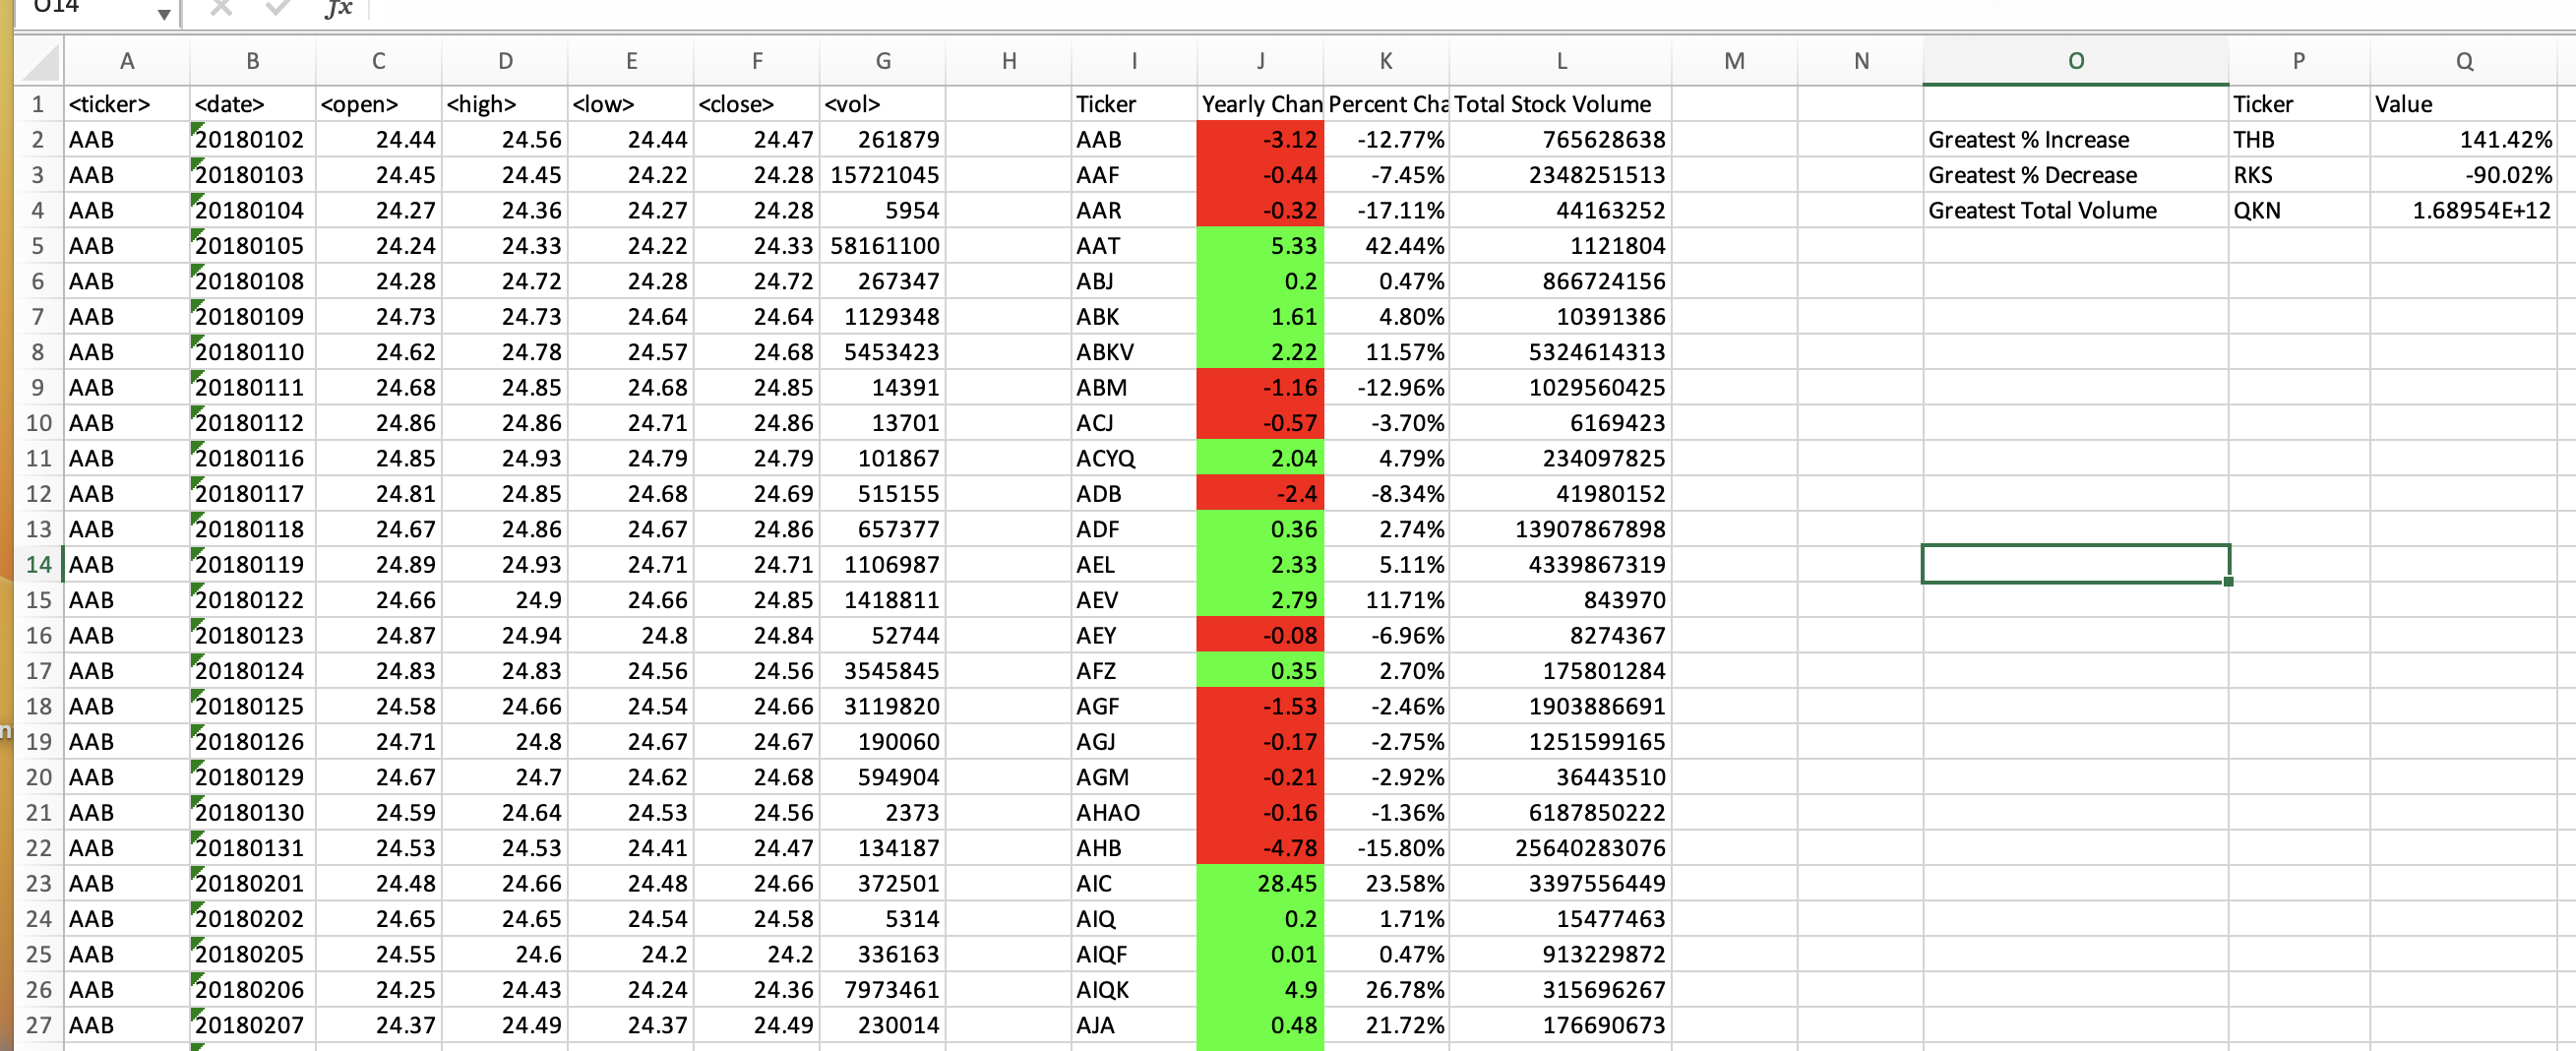 O14 fx
A B C D E F G H I J K L M N O P Q
1 <ticker> <date> <open> <high> <low> <close> <vol> Ticker Yearly Chan Percent Cha Total Stock Volume Ticker Value
2 AAB 20180102 24.44 24.56 24.44 24.47 261879 AAB -3.12 -12.77% 765628638 Greatest % Increase THB 141.42%
3 AAB 20180103 24.45 24.45 24.22 24.28 15721045 AAF -0.44 -7.45% 2348251513 Greatest % Decrease RKS -90.02%
4 AAB 20180104 24.27 24.36 24.27 24.28 5954 AAR -0.32 -17.11% 44163252 Greatest Total Volume QKN 1.68954E+12
5 AAB 20180105 24.24 24.33 24.22 24.33 58161100 AAT 5.33 42.44% 1121804
6 AAB 20180108 24.28 24.72 24.28 24.72 267347 ABJ 0.2 0.47% 866724156
7 AAB 20180109 24.73 24.73 24.64 24.64 1129348 ABK 1.61 4.80% 10391386
8 AAB 20180110 24.62 24.78 24.57 24.68 5453423 ABKV 2.22 11.57% 5324614313
9 AAB 20180111 24.68 24.85 24.68 24.85 14391 ABM -1.16 -12.96% 1029560425
10 AAB 20180112 24.86 24.86 24.71 24.86 13701 ACJ -0.57 -3.70% 6169423
11 AAB 20180116 24.85 24.93 24.79 24.79 101867 ACYQ 2.04 4.79% 234097825
12 AAB 20180117 24.81 24.85 24.68 24.69 515155 ADB -2.4 -8.34% 41980152
13 AAB 20180118 24.67 24.86 24.67 24.86 657377 ADF 0.36 2.74% 13907867898
14 AAB 20180119 24.89 24.93 24.71 24.71 1106987 AEL 2.33 5.11% 4339867319
15 AAB 20180122 24.66 24.9 24.66 24.85 1418811 AEV 2.79 11.71% 843970
16 AAB 20180123 24.87 24.94 24.8 24.84 52744 AEY -0.08 -6.96% 8274367
17 AAB 20180124 24.83 24.83 24.56 24.56 3545845 AFZ 0.35 2.70% 175801284
18 AAB 20180125 24.58 24.66 24.54 24.66 3119820 AGF -1.53 -2.46% 1903886691
19 AAB 20180126 24.71 24.8 24.67 24.67 190060 AGJ -0.17 -2.75% 1251599165
20 AAB 20180129 24.67 24.7 24.62 24.68 594904 AGM -0.21 -2.92% 36443510
21 AAB 20180130 24.59 24.64 24.53 24.56 2373 AHAO -0.16 -1.36% 6187850222
22 AAB 20180131 24.53 24.53 24.41 24.47 134187 AHB -4.78 -15.80% 25640283076
23 AAB 20180201 24.48 24.66 24.48 24.66 372501 AIC 28.45 23.58% 3397556449
24 AAB 20180202 24.65 24.65 24.54 24.58 5314 AIQ 0.2 1.71% 15477463
25 AAB 20180205 24.55 24.6 24.2 24.2 336163 AIQF 0.01 0.47% 913229872
26 AAB 20180206 24.25 24.43 24.24 24.36 7973461 AIQK 4.9 26.78% 315696267
27 AAB 20180207 24.37 24.49 24.37 24.49 230014 AJA 0.48 21.72% 176690673